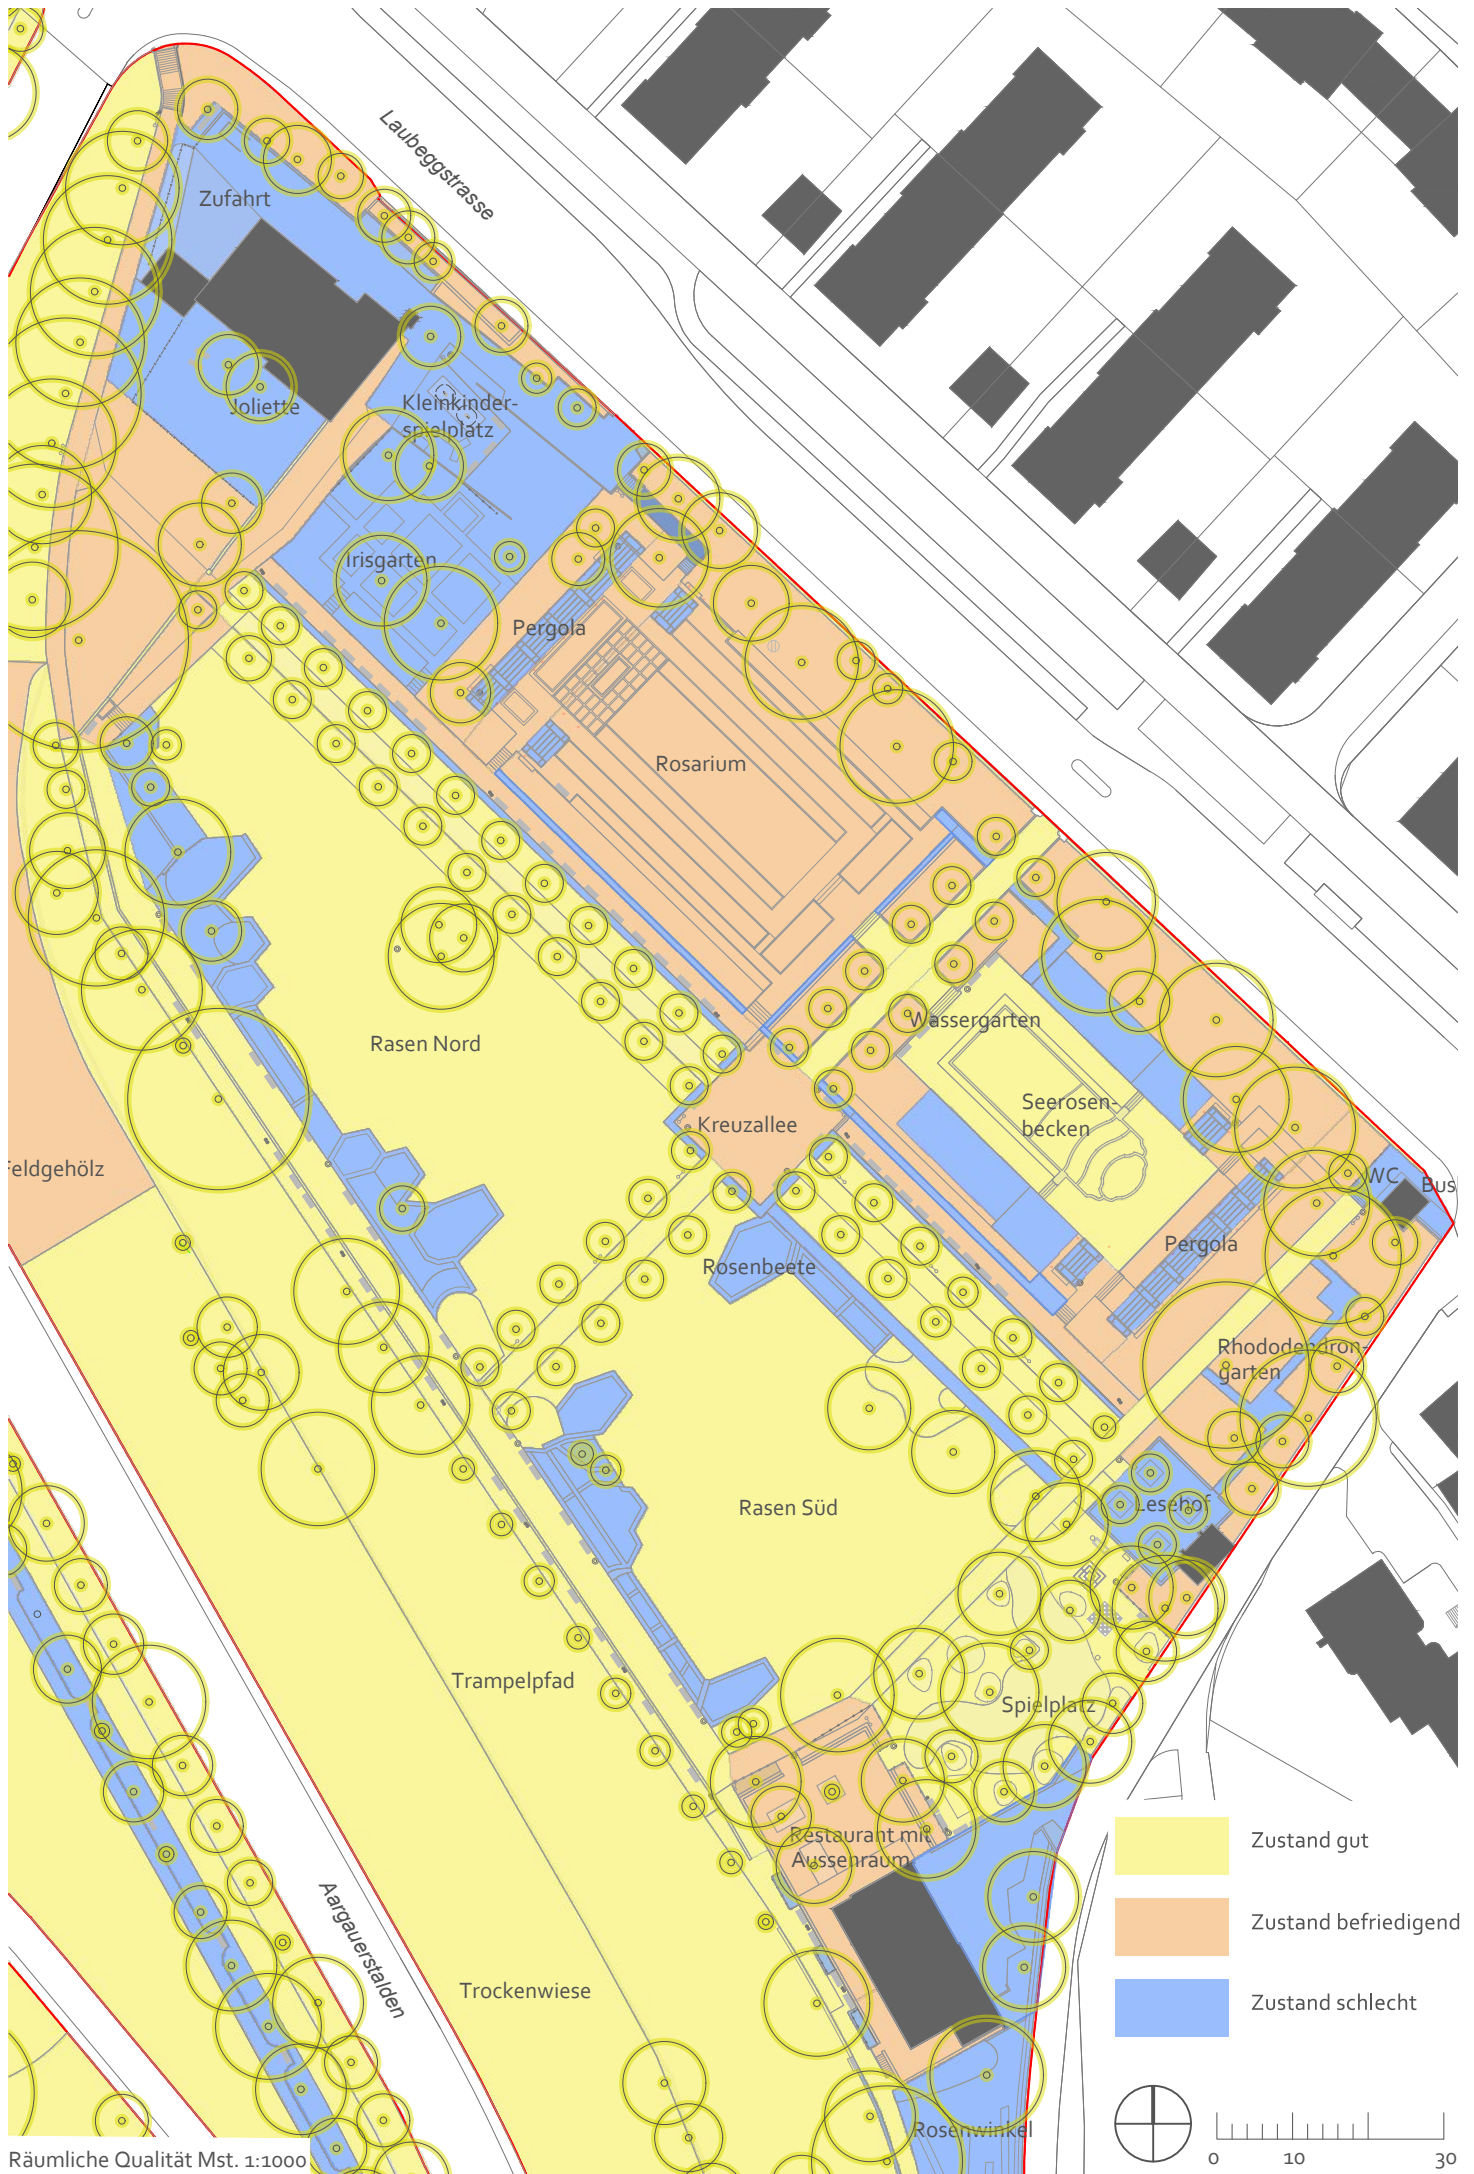 Laubeggstrasse
Zufahrt
Joliette
Kleinkinder-
spielplatz
Irisgarten
Pergola
Rosarium
Rasen Nord
Wassergarten
Seerosen-
becken
Kreuzallee
Feldgehölz
WC
Bus
Pergola
Rosenbeete
Rhododendron-
garten
Lesehof
Rasen Süd
Trampelpfad
Spielplatz
Restaurant mit
Aussenraum
Aargauerstalden
Trockenwiese
Rosenwinkel
Zustand gut
Zustand befriedigend
Zustand schlecht
0 10 30
Räumliche Qualität Mst. 1:1000